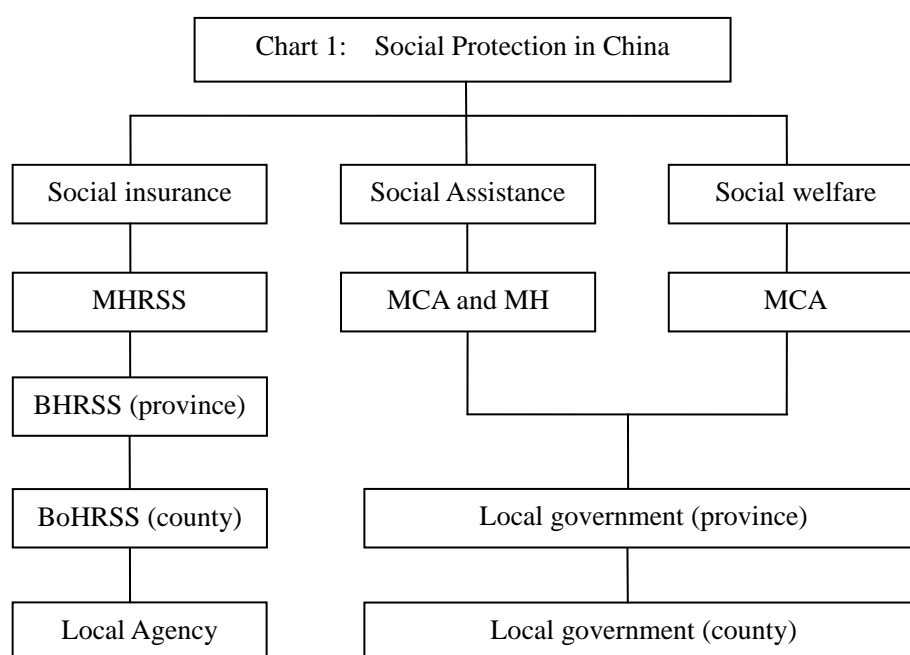 Chart 1: Social Protection in China
Social insurance
Social Assistance
Social welfare
MHRSS
MCA and MH
MCA
BHRSS (province)
BoHRSS (county)
Local government (province)
Local Agency
Local government (county)